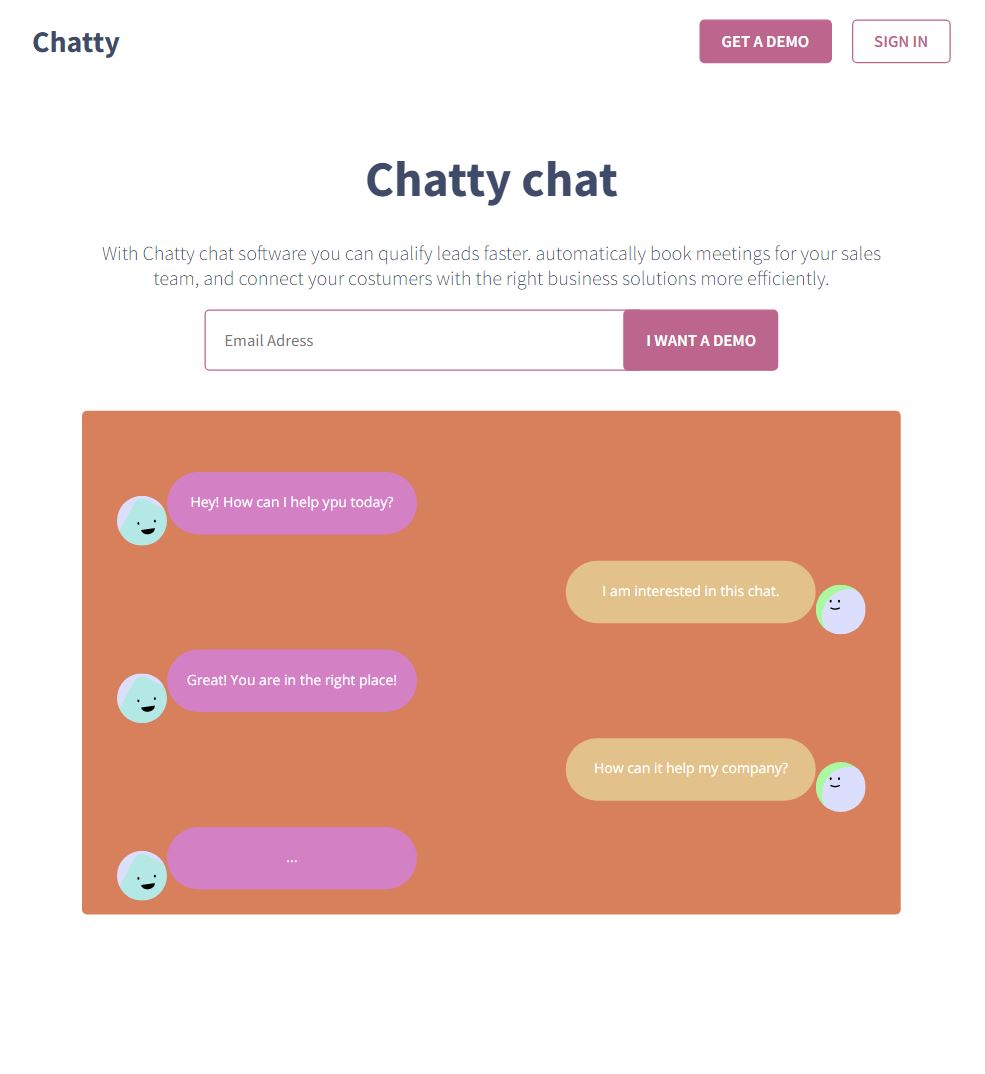 Chatty
GET A DEMO
SIGN IN
Chatty chat
With Chatty chat software you can qualify leads faster. automatically book meetings for your sales
team, and connect your costumers with the right business solutions more efficiently.
Email Adress
I WANT A DEMO
Hey! How can I help ypu today?
I am interested in this chat.
Great! You are in the right place!
How can it help my company?
...